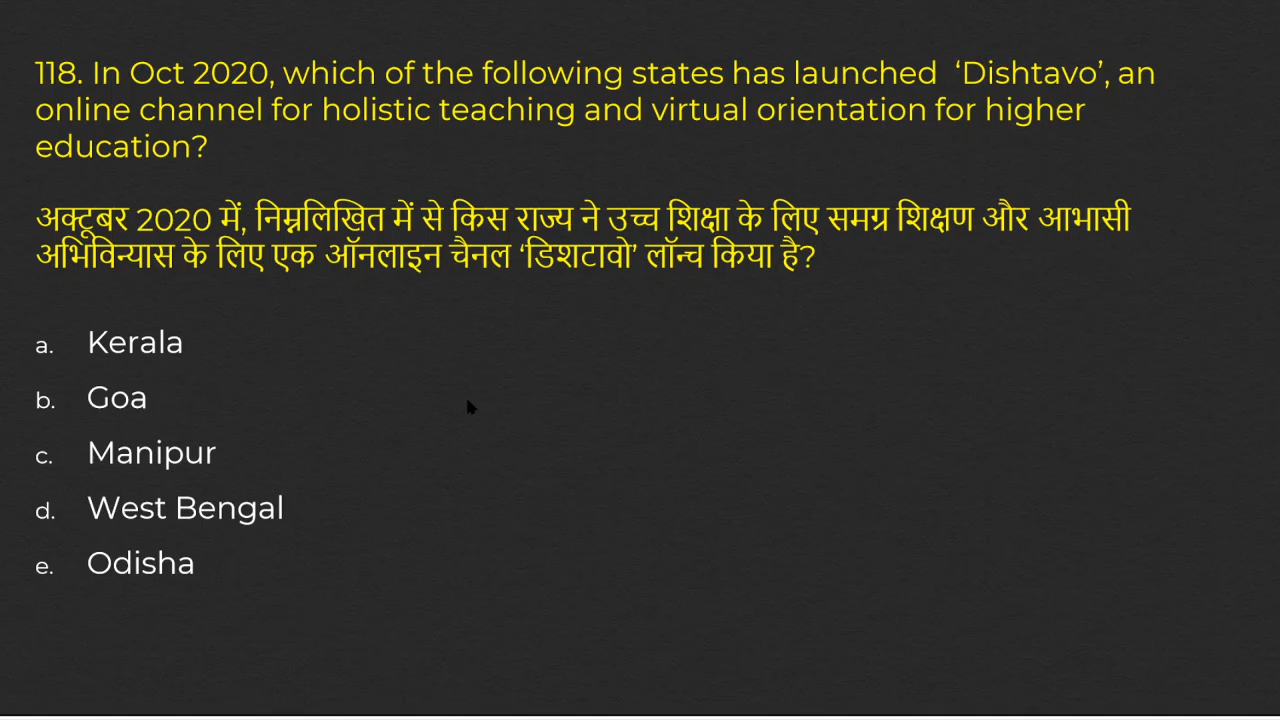 118. In Oct 2020, which of the following states has launched ‘Dishtavo’, an
online channel for holistic teaching and virtual orientation for higher
education?
अक्टूबर 2020 में, निम्नलिखित में से किस राज्य ने उच्च शिक्षा के लिए समग्र शिक्षण और आभासी
अभिविन्यास के लिए एक ऑनलाइन चैनल ‘डिशटावो’ लॉन्च किया है?
a. Kerala
b. Goa
c. Manipur
d. West Bengal
e. Odisha